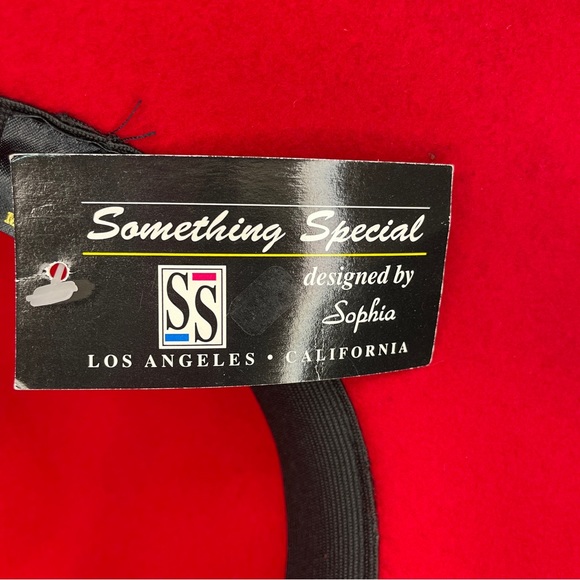 Something Special
SS
designed by
Sophia
LOS ANGELES • CALIFORNIA